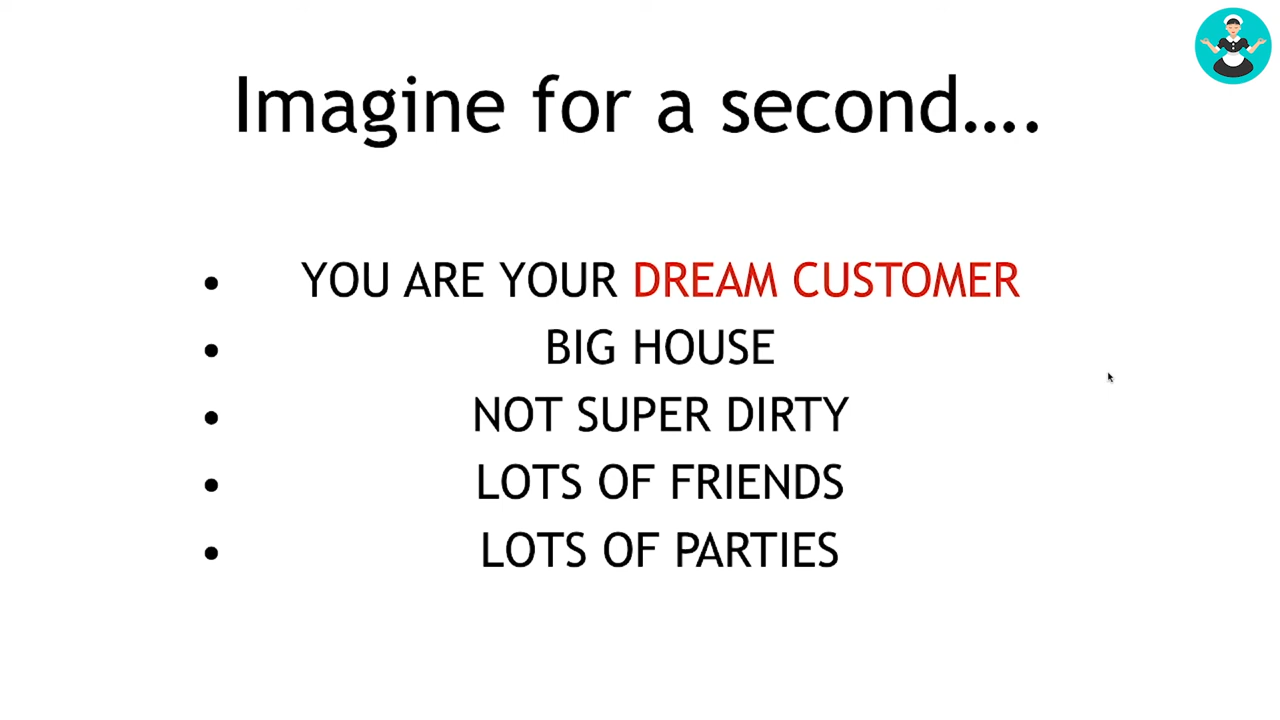 Imagine for a second....
• YOU ARE YOUR DREAM CUSTOMER
• BIG HOUSE
• NOT SUPER DIRTY
• LOTS OF FRIENDS
• LOTS OF PARTIES